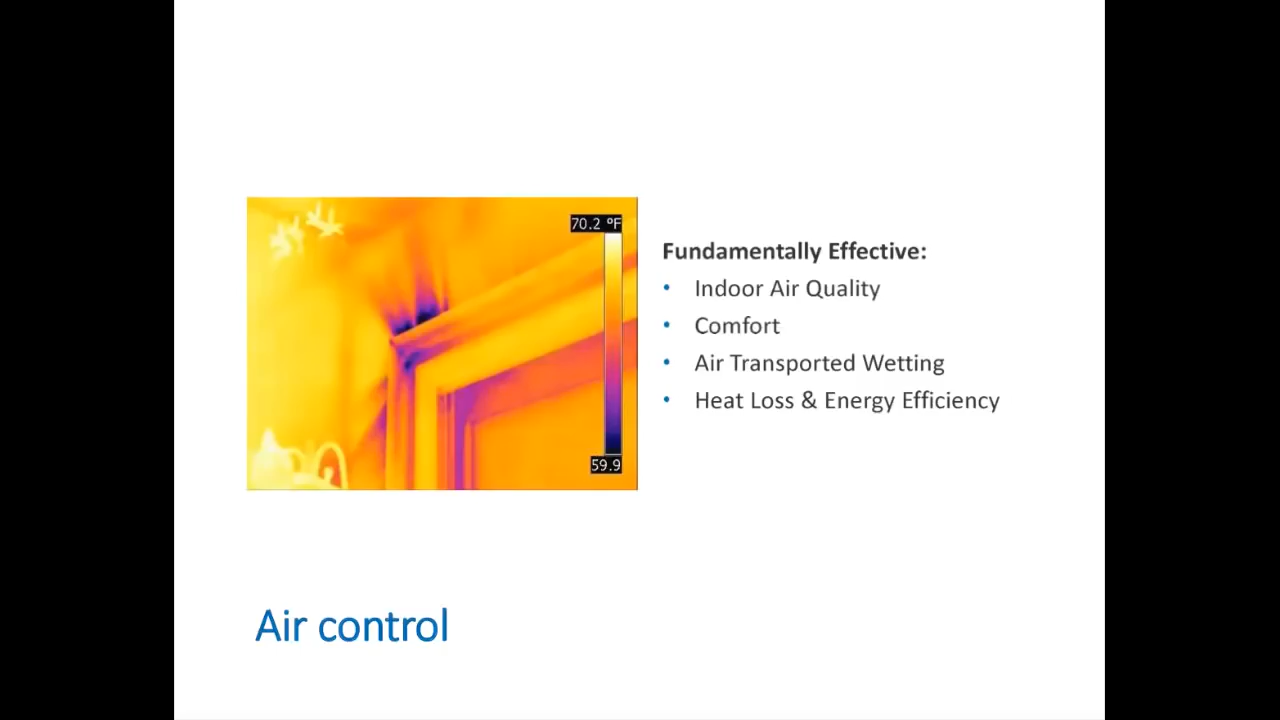 70.2 ºF
59.9
Fundamentally Effective:
• Indoor Air Quality
• Comfort
• Air Transported Wetting
• Heat Loss & Energy Efficiency
Air control